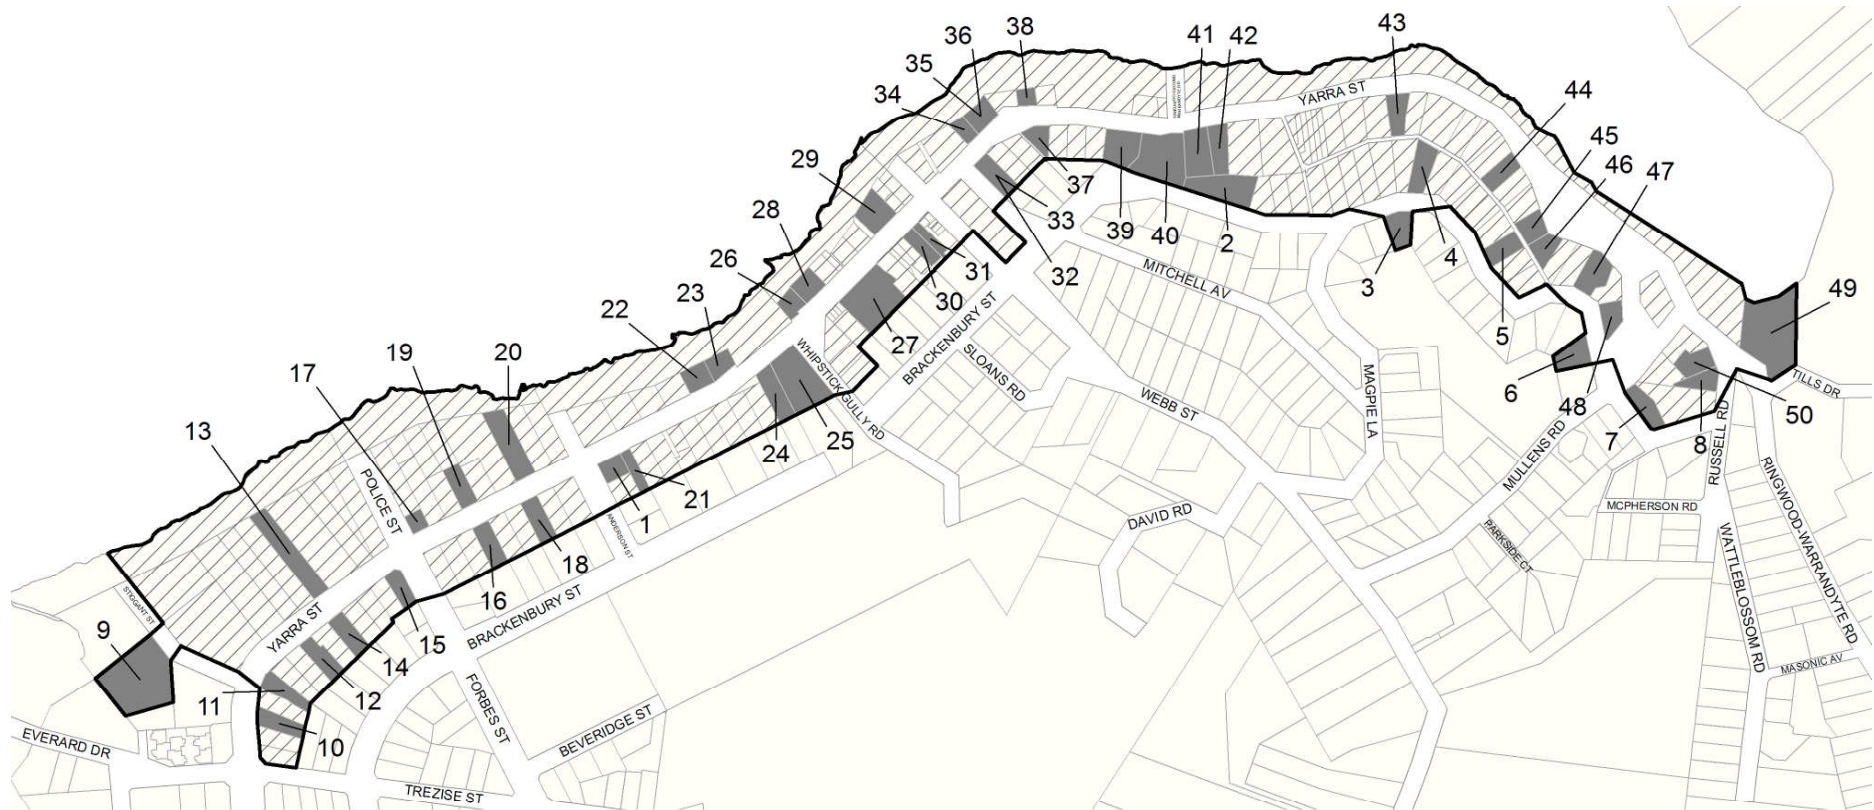 36
38
41
42
43
35
34
44
YARRA ST
29
45
46
47
28
37
33
26
39
40
2
4
31
49
32
23
30
3
MITCHELL AV
22
5
20
27
BRACKENBURY ST
19
WHIPSTICK GULLY RD
SLOANS RD
6
TILLS DR
17
MAGPIE LA
WEBB ST
48
50
13
24
25
7
8
POLICE ST
21
MULLENS RD
RUSSELL RD
1
ANDERSON ST
MCPHERSON RD
DAVID RD
RINGWOOD-WARRANDYTE RD
18
PARKSIDE CT
16
STIGGANT ST
BRACKENBURY ST
15
WATTLEBLOSSOM RD
YARRA ST
9
14
12
MASONIC AV
11
FORBES ST
10
BEVERIDGE ST
EVERARD DR
TREZISE ST